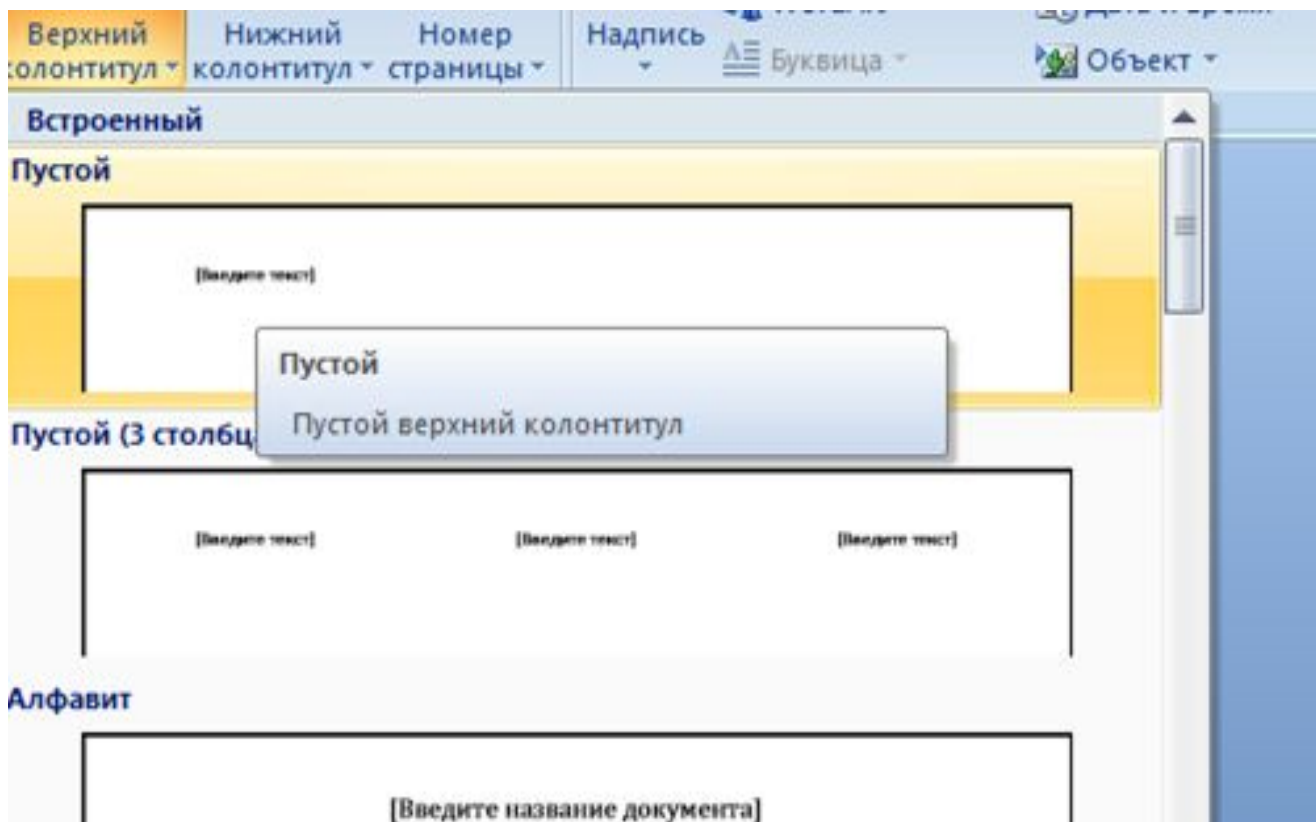 Верхний
колонтитул
Нижний
колонтитул
Номер
страницы
Надпись
Буквица
Объект
Встроенный
Пустой
[Введите текст]
Пустой
Пустой верхний колонтитул
Пустой (3 столбц
[Введите текст] [Введите текст] [Введите текст]
Алфавит
[Введите название документа]